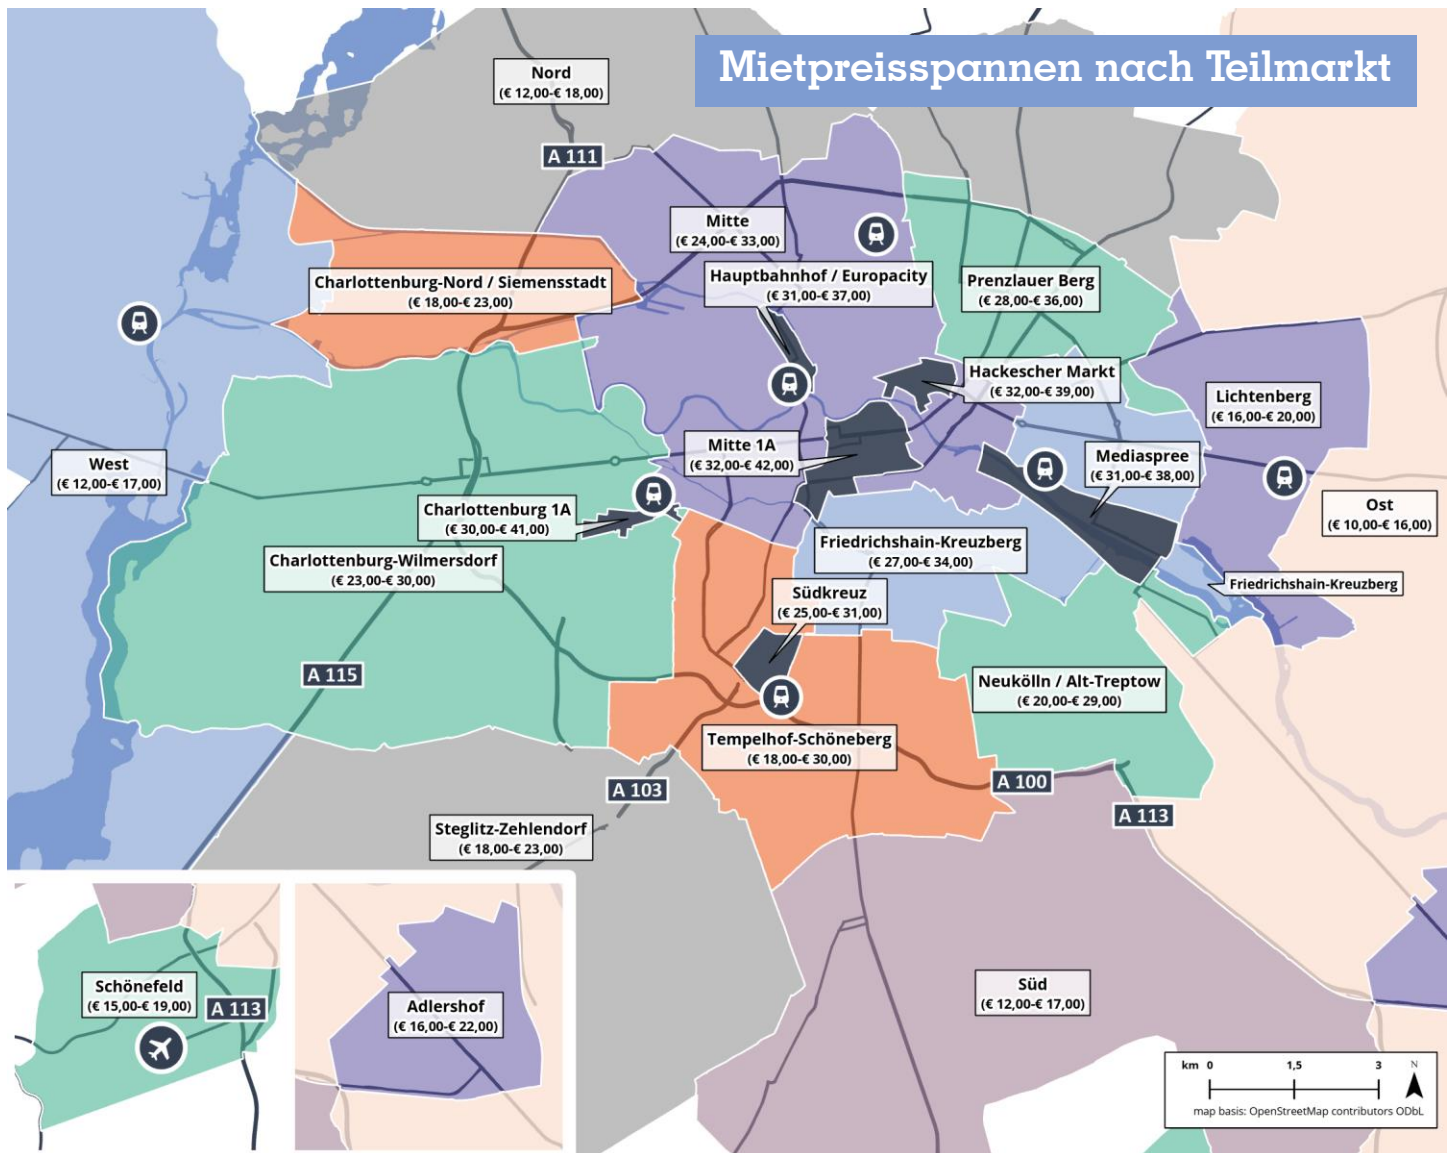 Mietpreisspannen nach Teilmarkt
Nord
(€ 12,00-€ 18,00)
A 111
Mitte
(€ 24,00-€ 33,00)
Charlottenburg-Nord / Siemensstadt
(€ 18,00-€ 23,00)
Hauptbahnhof / Europacity
(€ 31,00-€ 37,00)
Prenzlauer Berg
(€ 28,00-€ 36,00)
Hackescher Markt
(€ 32,00-€ 39,00)
Lichtenberg
(€ 16,00-€ 20,00)
West
(€ 12,00-€ 17,00)
Mitte 1A
(€ 32,00-€ 42,00)
Mediaspree
(€ 31,00-€ 38,00)
Ost
(€ 10,00-€ 16,00)
Charlottenburg 1A
(€ 30,00-€ 41,00)
Charlottenburg-Wilmersdorf
(€ 23,00-€ 30,00)
Friedrichshain-Kreuzberg
(€ 27,00-€ 34,00)
Friedrichshain-Kreuzberg
Südkreuz
(€ 25,00-€ 31,00)
A 115
Neukölln / Alt-Treptow
(€ 20,00-€ 29,00)
Tempelhof-Schöneberg
(€ 18,00-€ 30,00)
A 103
A 100
A 113
Steglitz-Zehlendorf
(€ 18,00-€ 23,00)
Schönefeld
(€ 15,00-€ 19,00)
A 113
Adlershof
(€ 16,00-€ 22,00)
Süd
(€ 12,00-€ 17,00)
km 0 1,5 3 N
map basis: OpenStreetMap contributors ODbL